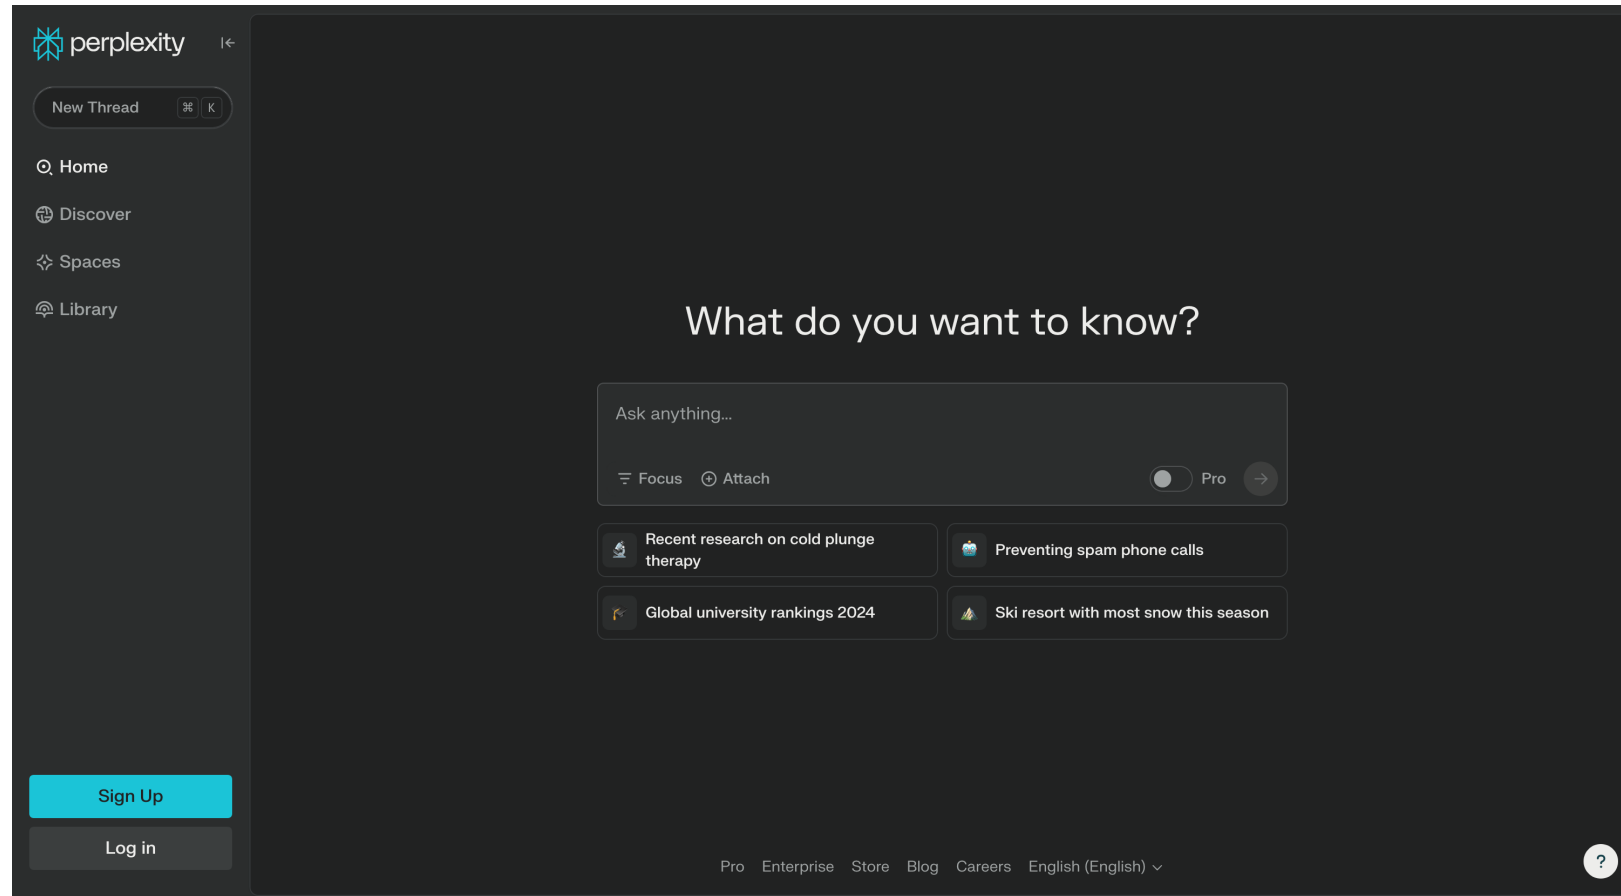 perplexity
New Thread ⌘ K
Home
Discover
Spaces
Library
Sign Up
Log in
What do you want to know?
Ask anything...
Focus Attach Pro
Recent research on cold plunge
therapy
Preventing spam phone calls
Global university rankings 2024
Ski resort with most snow this season
Pro Enterprise Store Blog Careers English (English)
?